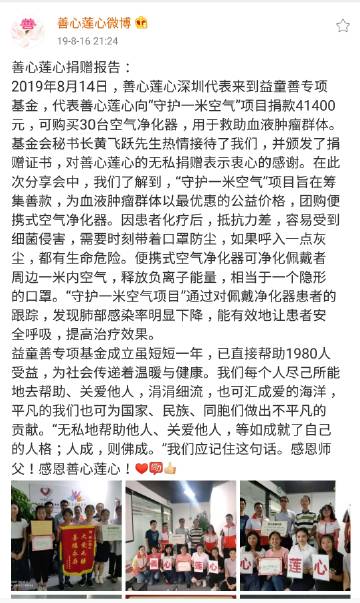 善心莲心微博
19-8-16 21:24
善心莲心捐赠报告：
2019年8月14日，善心莲心深圳代表来到益童善专项
基金，代表善心莲心向“守护一米空气”项目捐款41400
元，可购买30台空气净化器，用于救助血液肿瘤群体。
基金会秘书长黄飞跃先生热情接待了我们，并颁发了捐
赠证书，对善心莲心的无私捐赠表示衷心的感谢。在此
次分享会中，我们了解到，“守护一米空气”项目旨在筹
集善款，为血液肿瘤群体以最优惠的公益价格，团购便
携式空气净化器。因患者化疗后，抵抗力差，容易受到
细菌侵害，需要时刻带着口罩防尘，如果呼入一点灰
尘，都有生命危险。便携式空气净化器可净化佩戴者
周边一米内空气，释放负离子能量，相当于一个隐形
的口罩。“守护一米空气项目”通过对佩戴净化器患者的
跟踪，发现肺部感染率明显下降，能有效地让患者安
全呼吸，提高治疗效果。
益童善专项基金成立虽短短一年，已直接帮助1980人
受益，为社会传递着温暖与健康。我们每个人尽己所能
地去帮助、关爱他人，涓涓细流，也可汇成爱的海洋，
平凡的我们也可为国家、民族、同胞们做出不平凡的
贡献。“无私地帮助他人、关爱他人，等如成就了自己
的人格；人成，则佛成。”我们应记住这句话。感恩师
父！感恩善心莲心！
善心莲心
心莲心